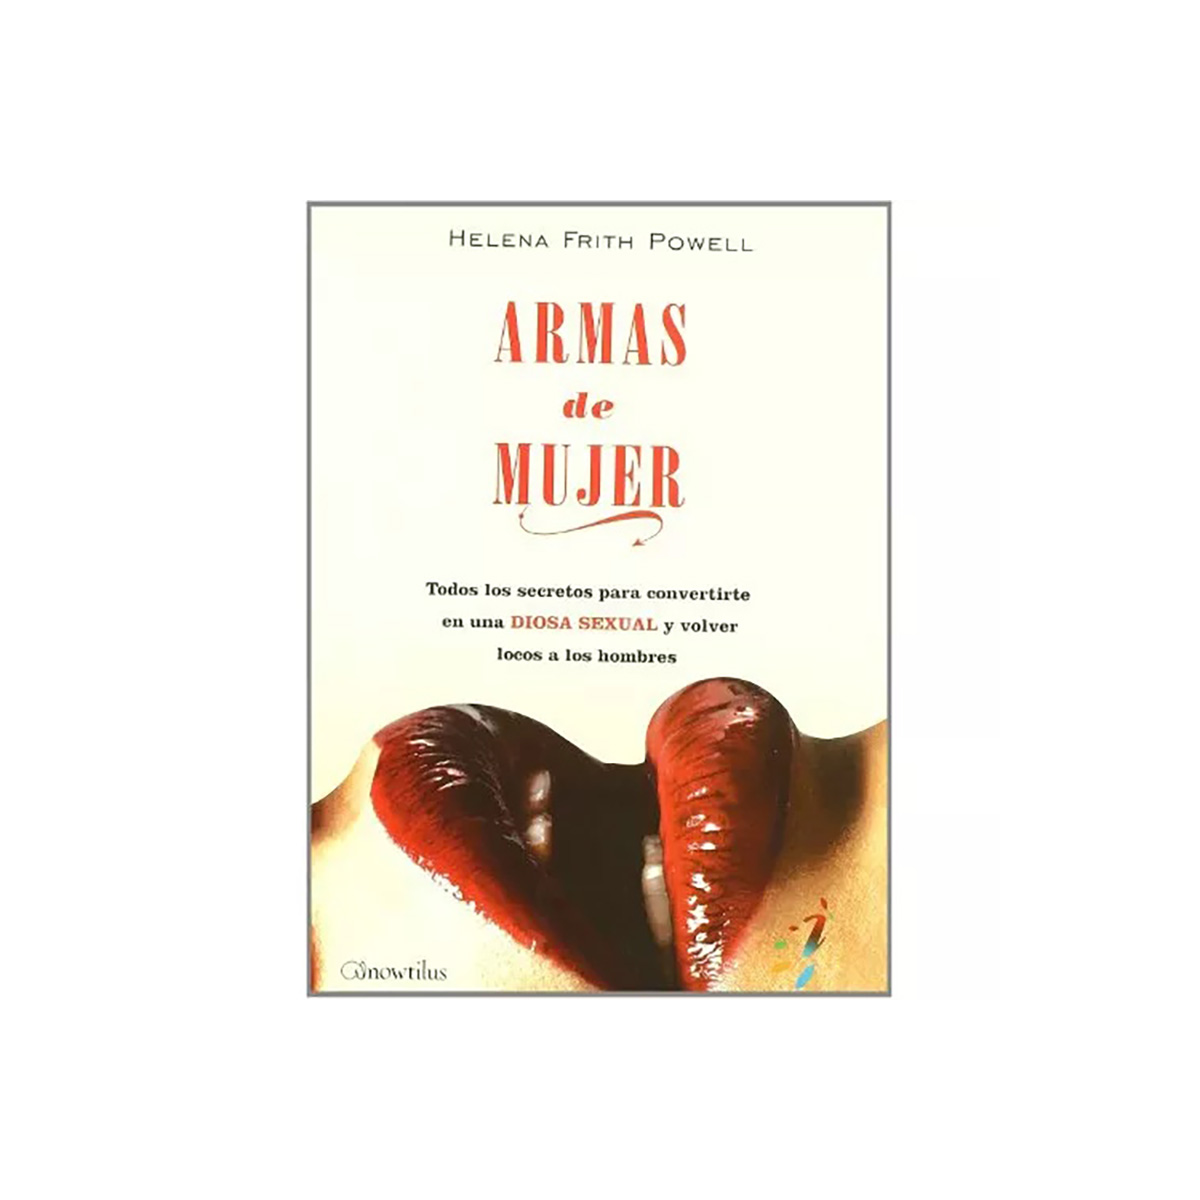 HELENA FRITH POWELL
ARMAS
de
MUJER
Todos los secretos para convertirte
en una DIOSA SEXUAL y volver
locos a los hombres
nowtilus